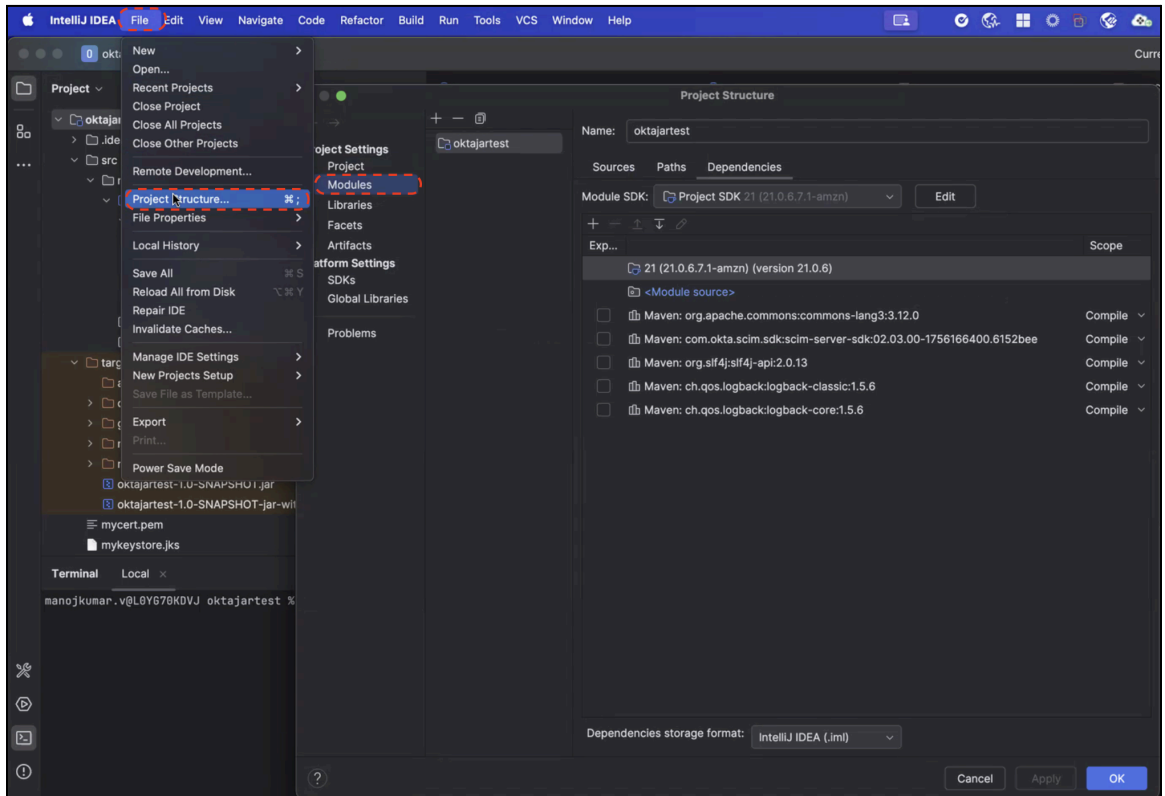 IntelliJ IDEA File Edit View Navigate Code Refactor Build Run Tools VCS Window Help
Curre
Project
oktajar
.ide
src
targ
oktajartest-1.0-SNAPSHOT.jar
oktajartest-1.0-SNAPSHOT-jar-wit
mycert.pem
mykeystore.jks
New
Open...
Recent Projects
Close Project
Close All Projects
Close Other Projects
Remote Development...
Project Structure... ⌘ ;
File Properties
Local History
Save All ⌘ S
Reload All from Disk ⌥ ⌘ Y
Repair IDE
Invalidate Caches...
Manage IDE Settings
New Projects Setup
Save File as Template...
Export
Print...
Power Save Mode
Project Structure
oject Settings
Project
Modules
Libraries
Facets
Artifacts
atform Settings
SDKs
Global Libraries
Problems
oktajartest
Name: oktajartest
Sources Paths Dependencies
Module SDK: Project SDK 21 (21.0.6.7.1-amzn) Edit
Exp... Scope
21 (21.0.6.7.1-amzn) (version 21.0.6)
<Module source>
Maven: org.apache.commons:commons-lang3:3.12.0 Compile
Maven: com.okta.scim.sdk:scim-server-sdk:02.03.00-1756166400.6152bee Compile
Maven: org.slf4j:slf4j-api:2.0.13 Compile
Maven: ch.qos.logback:logback-classic:1.5.6 Compile
Maven: ch.qos.logback:logback-core:1.5.6 Compile
Dependencies storage format: IntelliJ IDEA (.iml)
Cancel Apply OK
Terminal Local ×
manojkumar.v@L0YG70KDVJ oktajartest %